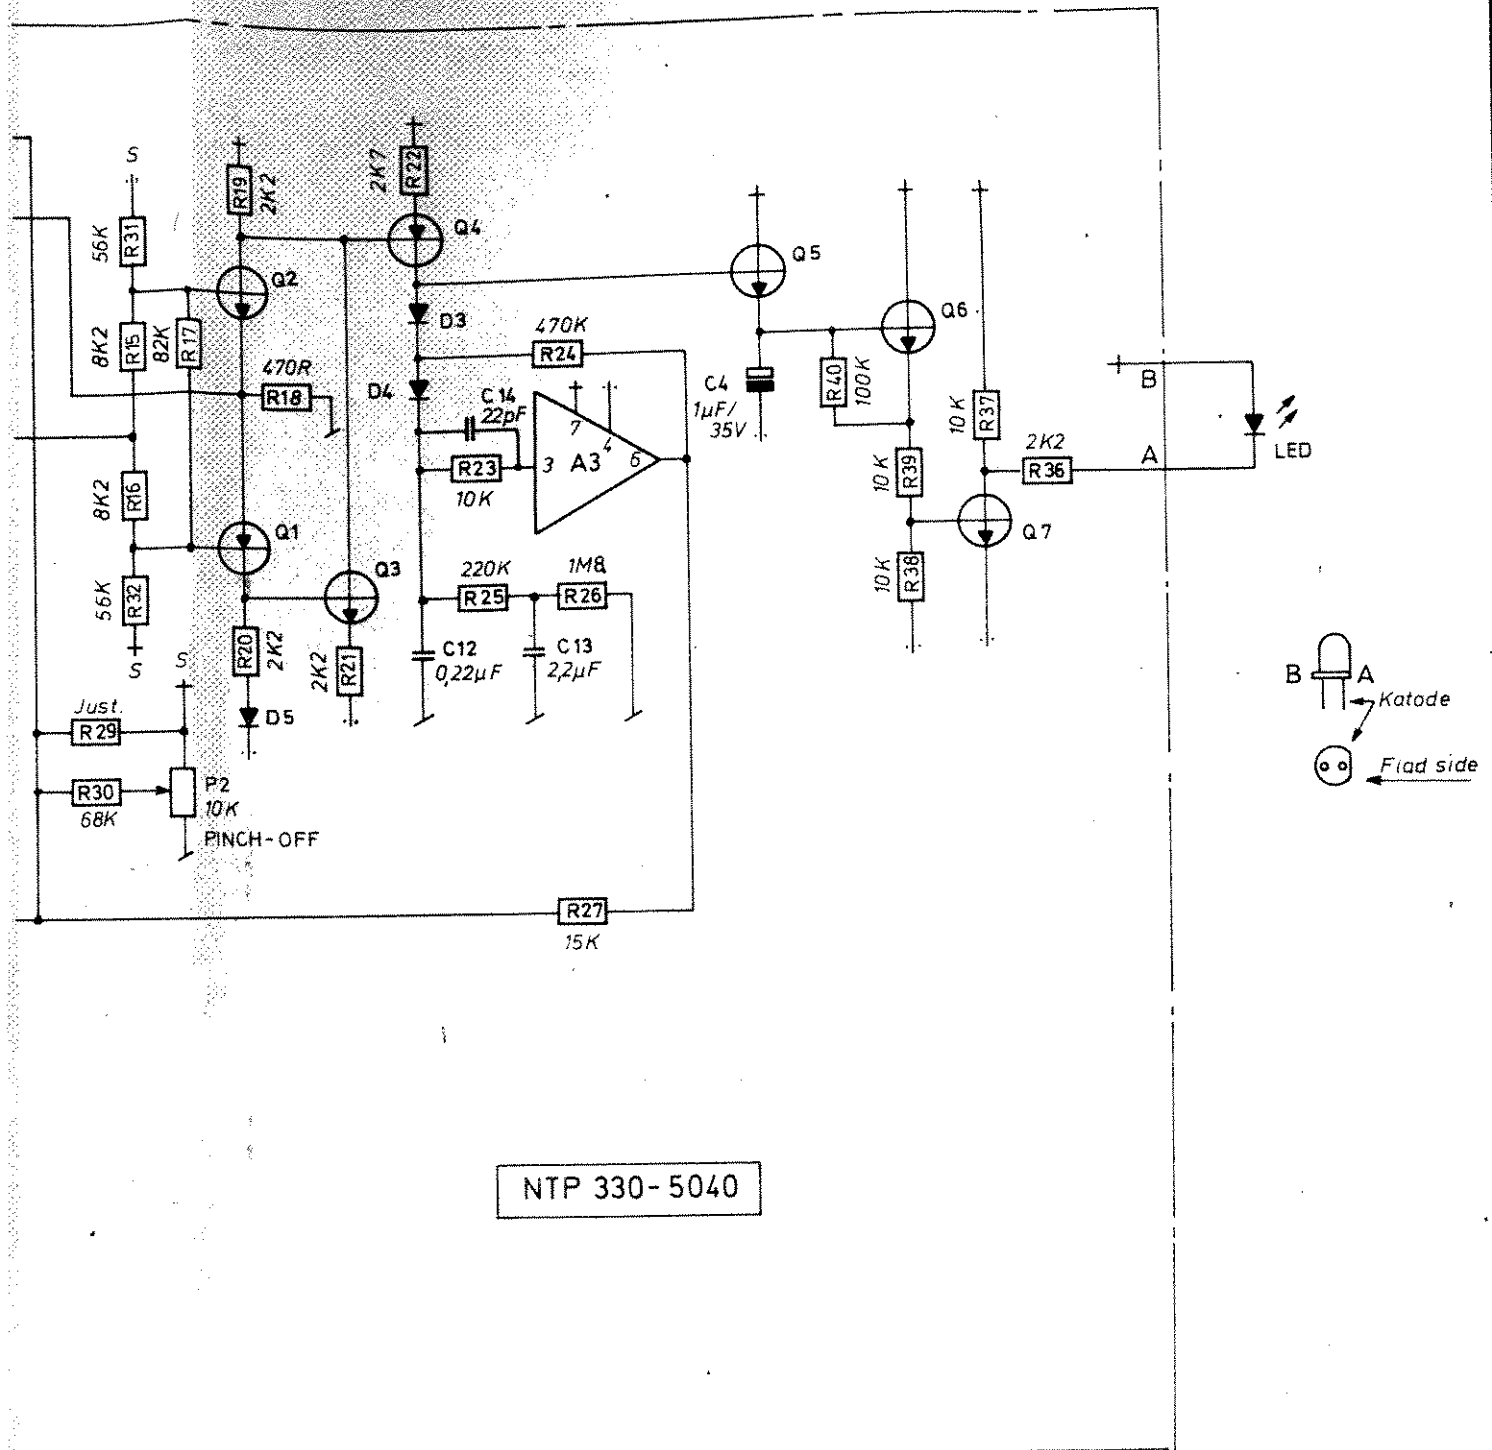 S
R31
56K
R19
2K2
R22
2K7
Q4
Q2
R15
8K2
R17
82K
470R
R18
D3
470K
R24
D4
C14
22pF
R23
10K
7
4
3
A3
6
Q5
C4
1µF/
35V
Q6
R40
100K
R39
10K
R37
10K
2K2
R36
B
A
LED
Q7
R38
10K
R16
8K2
Q1
R32
56K
S
Q3
R20
2K2
R21
2K2
D5
220K
R25
1M8
R26
C12
0,22µF
C13
2,2µF
S
Just.
R29
R30
68K
P2
10K
PINCH-OFF
R27
15K
B
A
Katode
Flad side
NTP 330-5040